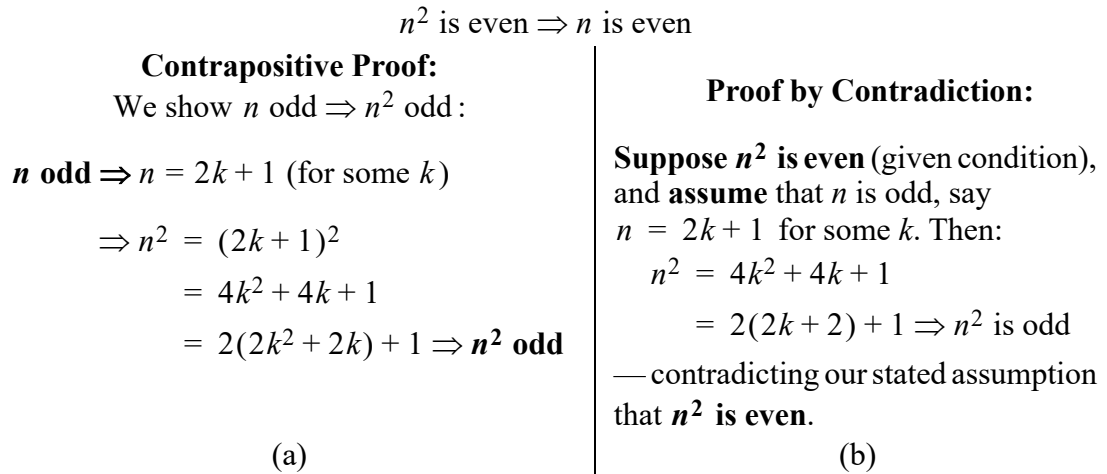 n² is even ⇒ n is even
Contrapositive Proof:
We show n odd ⇒ n² odd :
n odd ⇒ n = 2k + 1 (for some k)
⇒ n² = (2k + 1)²
= 4k² + 4k + 1
= 2(2k² + 2k) + 1 ⇒ n² odd
(a)
Proof by Contradiction:
Suppose n² is even (given condition),
and assume that n is odd, say
n = 2k + 1 for some k. Then:
n² = 4k² + 4k + 1
= 2(2k + 2) + 1 ⇒ n² is odd
— contradicting our stated assumption
that n² is even.
(b)